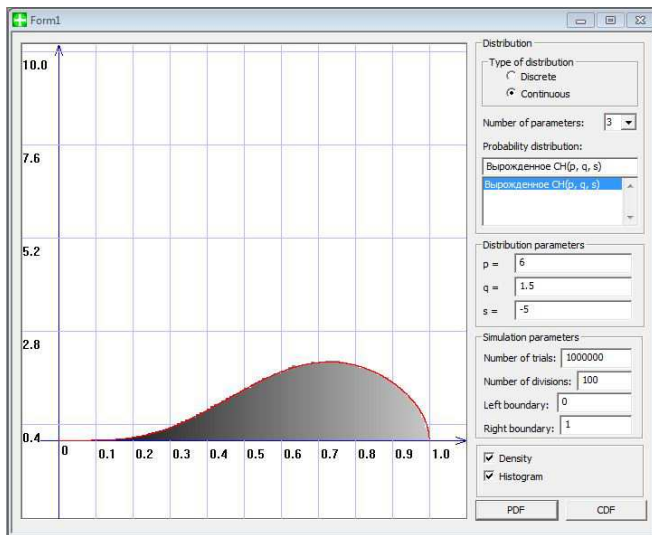 Form1
10.0
7.6
5.2
2.8
0.4
0 0.1 0.2 0.3 0.4 0.5 0.6 0.7 0.8 0.9 1.0
Distribution
Type of distribution
Discrete
Continuous
Number of parameters: 3
Probability distribution:
Вырожденное CH(p, q, s)
Вырожденное CH(p, q, s)
Distribution parameters
p = 6
q = 1.5
s = -5
Simulation parameters
Number of trials: 1000000
Number of divisions: 100
Left boundary: 0
Right boundary: 1
Density
Histogram
PDF CDF